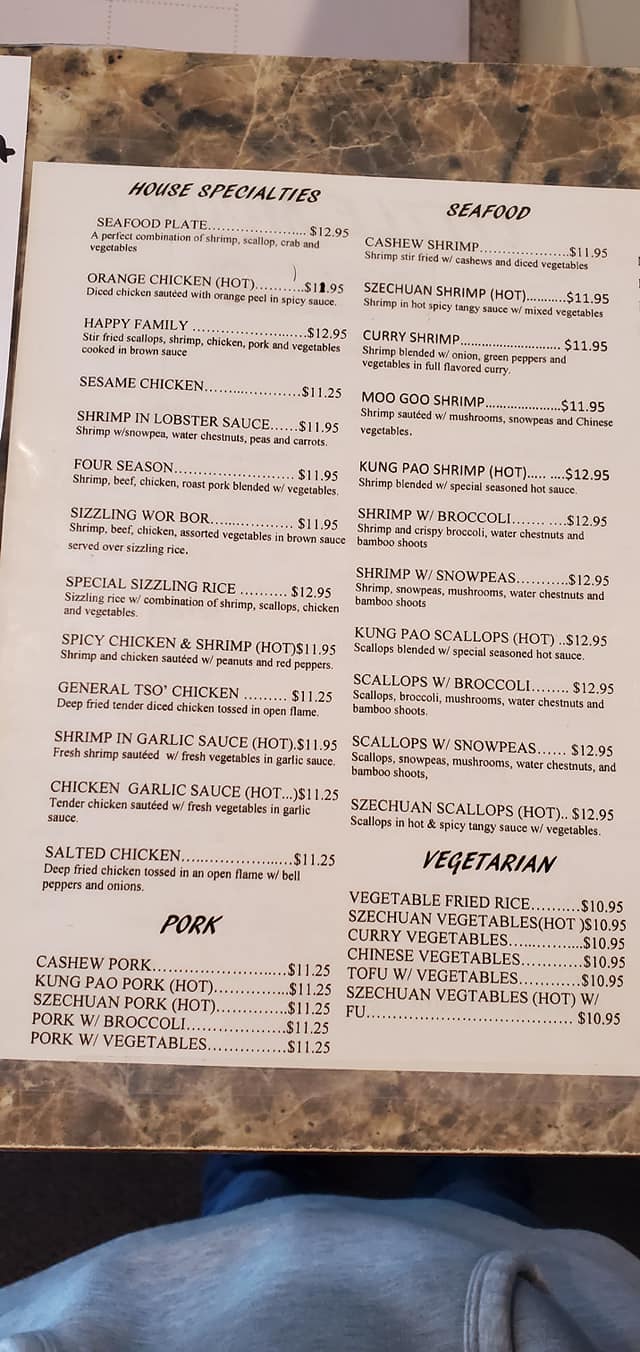 HOUSE SPECIALTIES
SEAFOOD PLATE..................... $12.95
A perfect combination of shrimp, scallop, crab and
vegetables
ORANGE CHICKEN (HOT)...........$11.95
Diced chicken sautéed with orange peel in spicy sauce.
HAPPY FAMILY ..........................$12.95
Stir fried scallops, shrimp, chicken, pork and vegetables
cooked in brown sauce
SESAME CHICKEN.....................$11.25
SHRIMP IN LOBSTER SAUCE......$11.95
Shrimp w/snowpea, water chestnuts, peas and carrots.
FOUR SEASON......................... $11.95
Shrimp, beef, chicken, roast pork blended w/ vegetables.
SIZZLING WOR BOR.................. $11.95
Shrimp, beef, chicken, assorted vegetables in brown sauce
served over sizzling rice.
SPECIAL SIZZLING RICE .......... $12.95
Sizzling rice w/ combination of shrimp, scallops, chicken
and vegetables.
SPICY CHICKEN & SHRIMP (HOT)$11.95
Shrimp and chicken sautéed w/ peanuts and red peppers.
GENERAL TSO' CHICKEN ......... $11.25
Deep fried tender diced chicken tossed in open flame.
SHRIMP IN GARLIC SAUCE (HOT).$11.95
Fresh shrimp sautéed w/ fresh vegetables in garlic sauce.
CHICKEN GARLIC SAUCE (HOT...)$11.25
Tender chicken sautéed w/ fresh vegetables in garlic
sauce.
SALTED CHICKEN.......................$11.25
Deep fried chicken tossed in an open flame w/ bell
peppers and onions.
PORK
CASHEW PORK...........................$11.25
KUNG PAO PORK (HOT)...............$11.25
SZECHUAN PORK (HOT)..............$11.25
PORK W/ BROCCOLI....................$11.25
PORK W/ VEGETABLES................$11.25
SEAFOOD
CASHEW SHRIMP...................$11.95
Shrimp stir fried w/ cashews and diced vegetables
SZECHUAN SHRIMP (HOT)...........$11.95
Shrimp in hot spicy tangy sauce w/ mixed vegetables
CURRY SHRIMP............................ $11.95
Shrimp blended w/ onion, green peppers and
vegetables in full flavored curry.
MOO GOO SHRIMP.....................$11.95
Shrimp sautéed w/ mushrooms, snowpeas and Chinese
vegetables.
KUNG PAO SHRIMP (HOT)..... ....$12.95
Shrimp blended w/ special seasoned hot sauce.
SHRIMP W/ BROCCOLI....... .....$12.95
Shrimp and crispy broccoli, water chestnuts and
bamboo shoots
SHRIMP W/ SNOWPEAS...........$12.95
Shrimp, snowpeas, mushrooms, water chestnuts and
bamboo shoots
KUNG PAO SCALLOPS (HOT) ..$12.95
Scallops blended w/ special seasoned hot sauce.
SCALLOPS W/ BROCCOLI........ $12.95
Scallops, broccoli, mushrooms, water chestnuts and
bamboo shoots.
SCALLOPS W/ SNOWPEAS...... $12.95
Scallops, snowpeas, mushrooms, water chestnuts, and
bamboo shoots,
SZECHUAN SCALLOPS (HOT).. $12.95
Scallops in hot & spicy tangy sauce w/ vegetables.
VEGETARIAN
VEGETABLE FRIED RICE..........$10.95
SZECHUAN VEGETABLES(HOT )$10.95
CURRY VEGETABLES................$10.95
CHINESE VEGETABLES............$10.95
TOFU W/ VEGETABLES............$10.95
SZECHUAN VEGTABLES (HOT) W/
FU..................................... $10.95